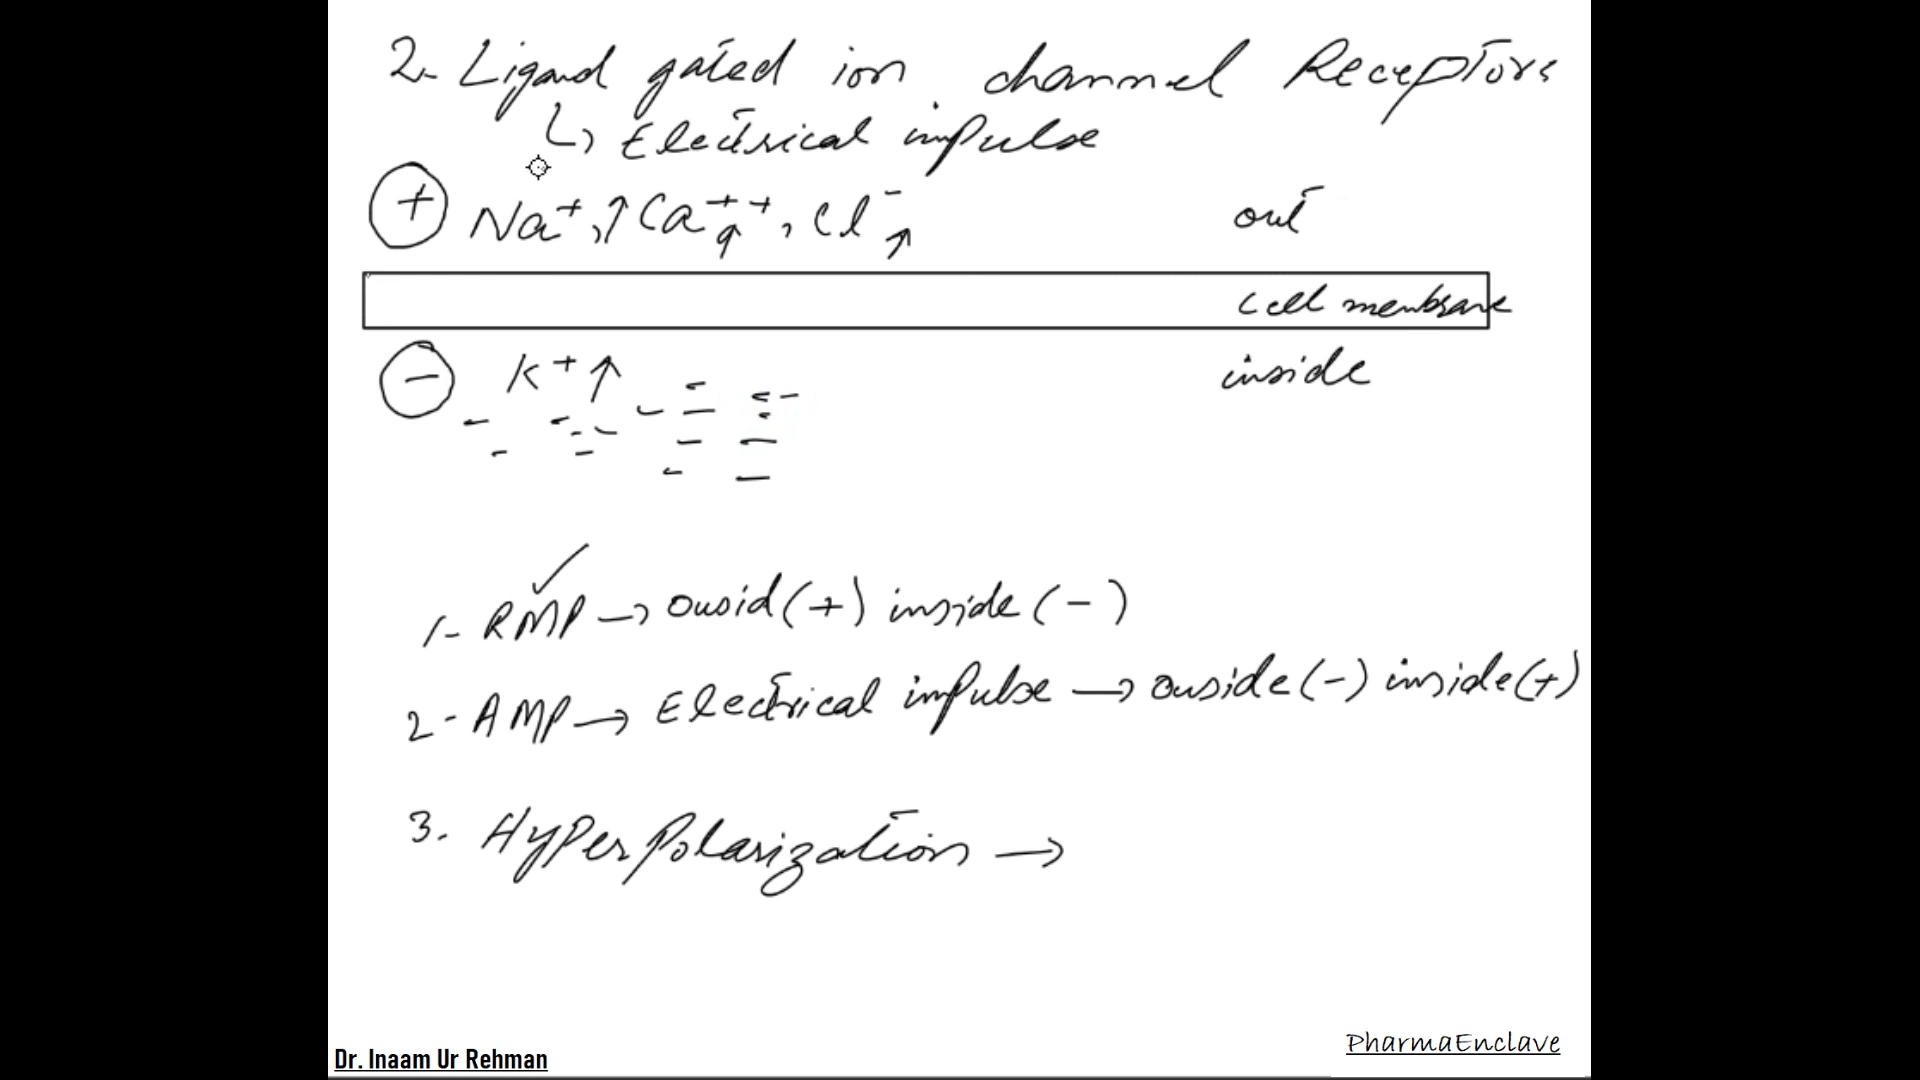 2- Ligand gated ion channel Receptors
↳ Electrical impulse
+ Na+, ↑ Ca++ ↑, Cl- ↑ out
cell membrane
- K+ ↑ inside
1- RMP → ousid (+) inside (-)
2- AMP → Electrical impulse → ouside (-) inside (+)
3. Hyperpolarization →
PharmaEnclave
Dr. Inaam Ur Rehman